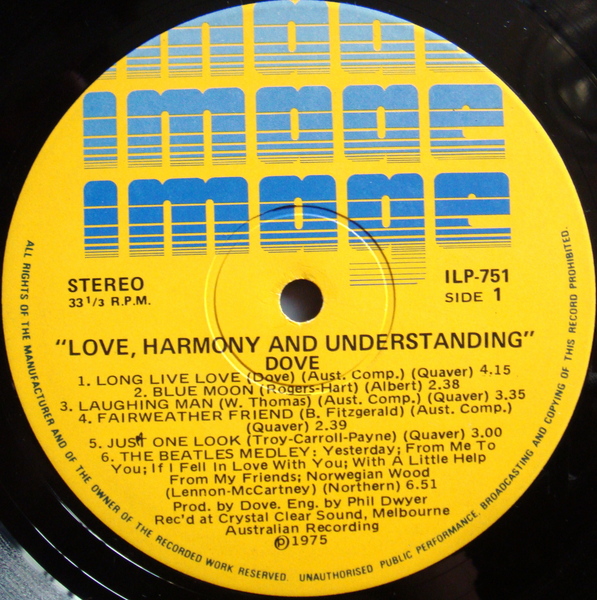 image
image
image
STEREO
33 1/3 R.P.M.
ILP-751
SIDE 1
"LOVE, HARMONY AND UNDERSTANDING"
DOVE
1. LONG LIVE LOVE (Dove) (Aust. Comp.) (Quaver) 4.15
2. BLUE MOON (Rogers-Hart) (Albert) 2.38
3. LAUGHING MAN (W. Thomas) (Aust. Comp.) (Quaver) 3.35
4. FAIRWEATHER FRIEND (B. Fitzgerald) (Aust. Comp.)
(Quaver) 2.39
5. JUST ONE LOOK (Troy-Carroll-Payne) (Quaver) 3.00
6. THE BEATLES MEDLEY: Yesterday; From Me To
You; If I Fell In Love With You; With A Little Help
From My Friends; Norwegian Wood
(Lennon-McCartney) (Northern) 6.51
Prod. by Dove. Eng. by Phil Dwyer
Rec'd at Crystal Clear Sound, Melbourne
Australian Recording
℗1975
ALL RIGHTS OF THE MANUFACTURER AND OF THE OWNER OF THE RECORDED WORK RESERVED. UNAUTHORISED PUBLIC PERFORMANCE, BROADCASTING AND COPYING OF THIS RECORD PROHIBITED.